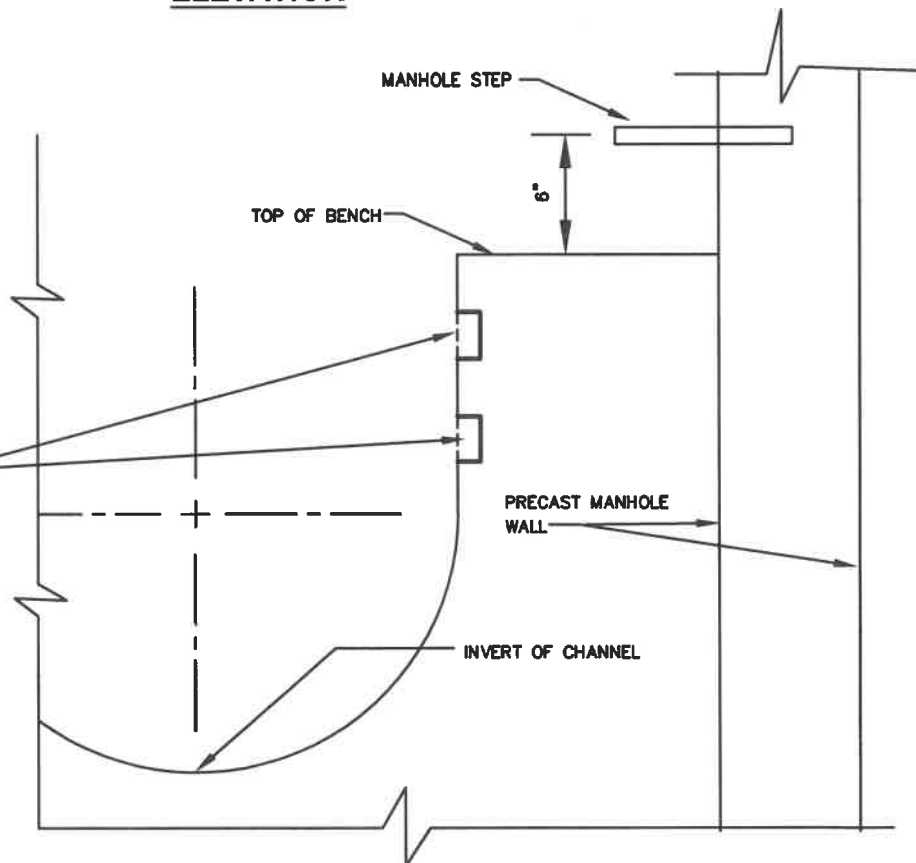 MANHOLE STEP
6"
TOP OF BENCH
PRECAST MANHOLE
WALL
INVERT OF CHANNEL